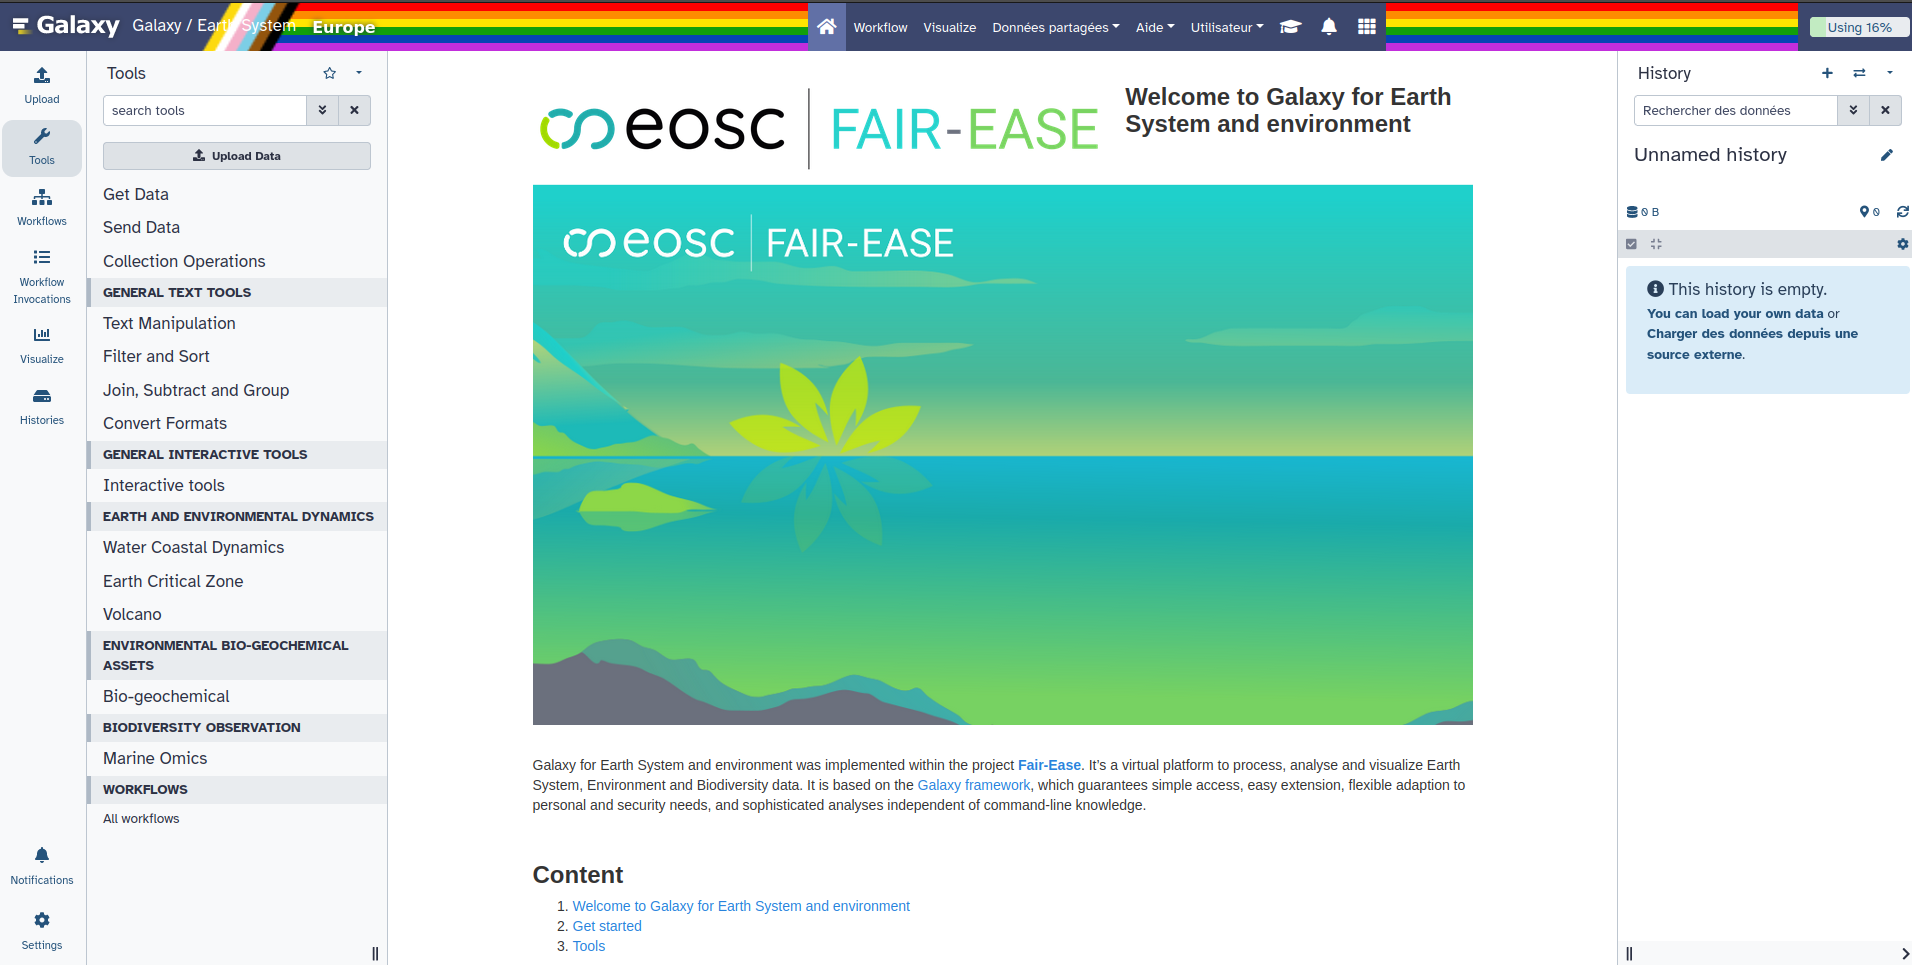 Galaxy
Galaxy / Earth System
Europe
Workflow
Visualize
Données partagées
Aide
Utilisateur
Using 16%
Upload
Tools
Workflows
Workflow
Invocations
Visualize
Histories
Notifications
Settings
Tools
search tools
Upload Data
Get Data
Send Data
Collection Operations
GENERAL TEXT TOOLS
Text Manipulation
Filter and Sort
Join, Subtract and Group
Convert Formats
GENERAL INTERACTIVE TOOLS
Interactive tools
EARTH AND ENVIRONMENTAL DYNAMICS
Water Coastal Dynamics
Earth Critical Zone
Volcano
ENVIRONMENTAL BIO-GEOCHEMICAL
ASSETS
Bio-geochemical
BIODIVERSITY OBSERVATION
Marine Omics
WORKFLOWS
All workflows
eosc | FAIR-EASE
Welcome to Galaxy for Earth
System and environment
eosc | FAIR-EASE
Galaxy for Earth System and environment was implemented within the project Fair-Ease. It's a virtual platform to process, analyse and visualize Earth
System, Environment and Biodiversity data. It is based on the Galaxy framework, which guarantees simple access, easy extension, flexible adaption to
personal and security needs, and sophisticated analyses independent of command-line knowledge.
Content
1. Welcome to Galaxy for Earth System and environment
2. Get started
3. Tools
History
Rechercher des données
Unnamed history
0 B
0
This history is empty.
You can load your own data or
Charger des données depuis une
source externe.